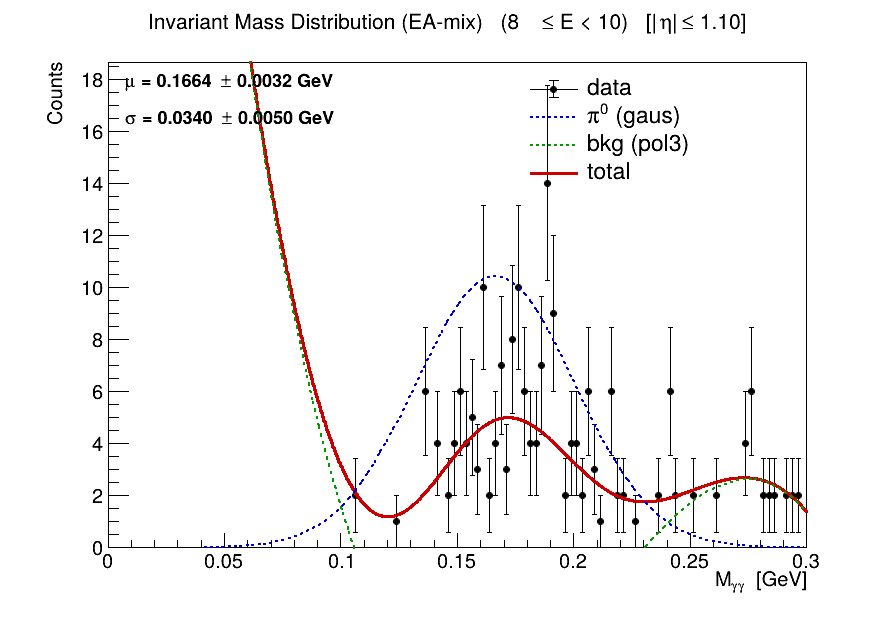 Invariant Mass Distribution (EA-mix) (8 ≤ E < 10) [|η| ≤ 1.10]
Counts
μ = 0.1664 ± 0.0032 GeV
σ = 0.0340 ± 0.0050 GeV
data
π⁰ (gaus)
bkg (pol3)
total
18
16
14
12
10
8
6
4
2
0
0 0.05 0.1 0.15 0.2 0.25 0.3
Mγγ [GeV]